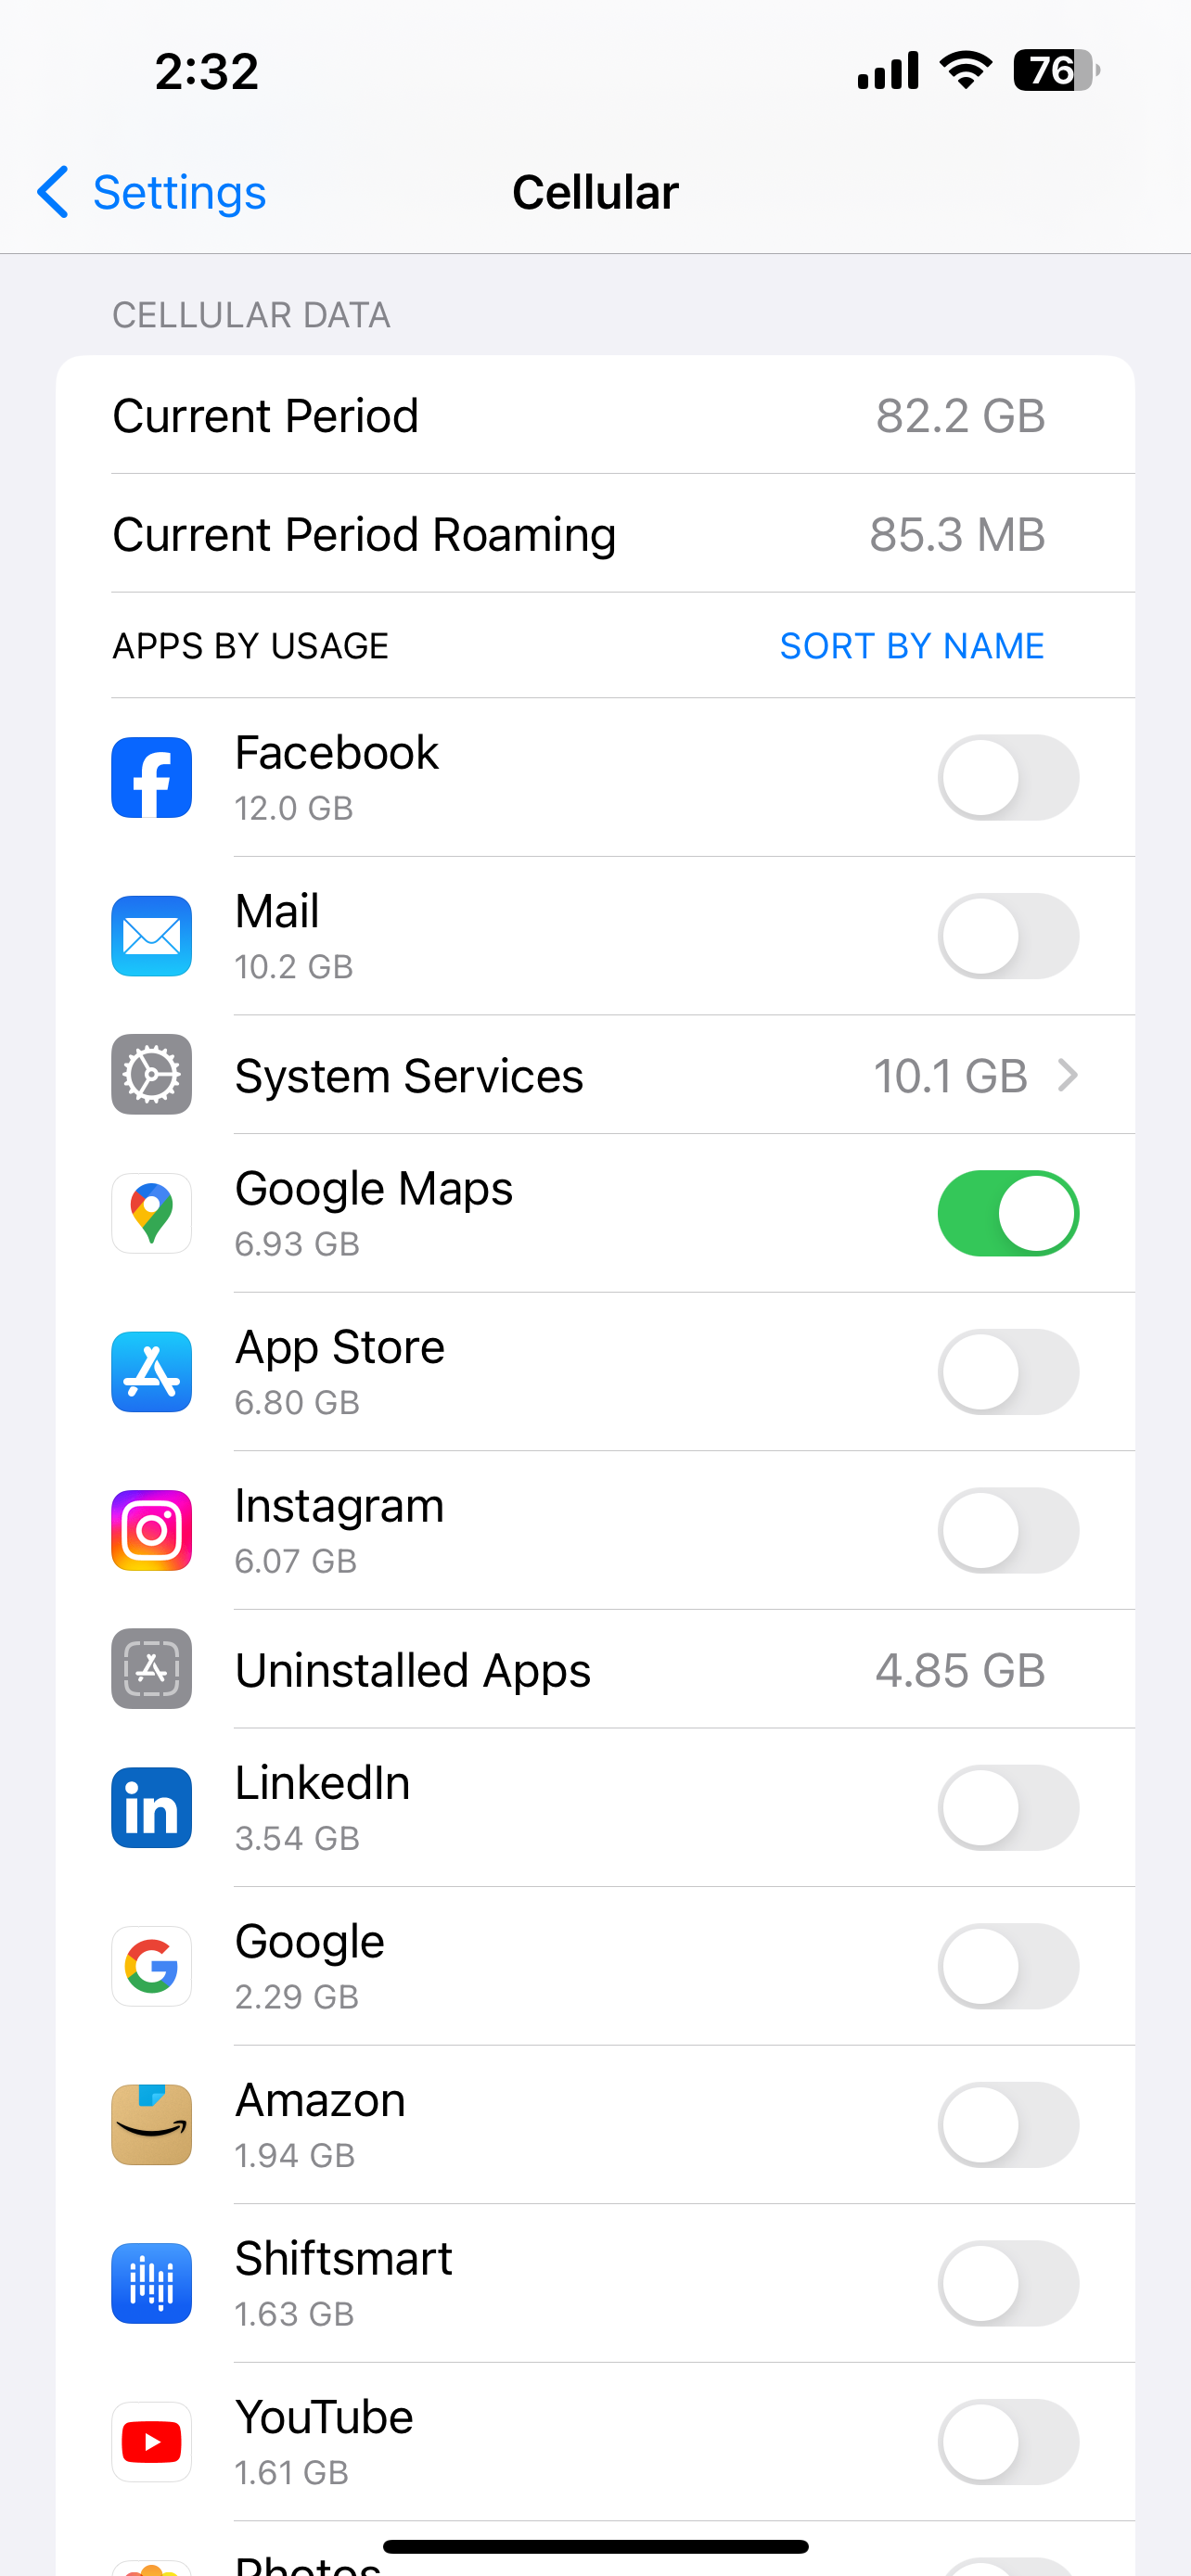 2:32
76
Settings
Cellular
CELLULAR DATA
Current Period 82.2 GB
Current Period Roaming 85.3 MB
APPS BY USAGE SORT BY NAME
Facebook
12.0 GB
Mail
10.2 GB
System Services 10.1 GB
Google Maps
6.93 GB
App Store
6.80 GB
Instagram
6.07 GB
Uninstalled Apps 4.85 GB
in
LinkedIn
3.54 GB
G
Google
2.29 GB
Amazon
1.94 GB
Shiftsmart
1.63 GB
YouTube
1.61 GB
Photos